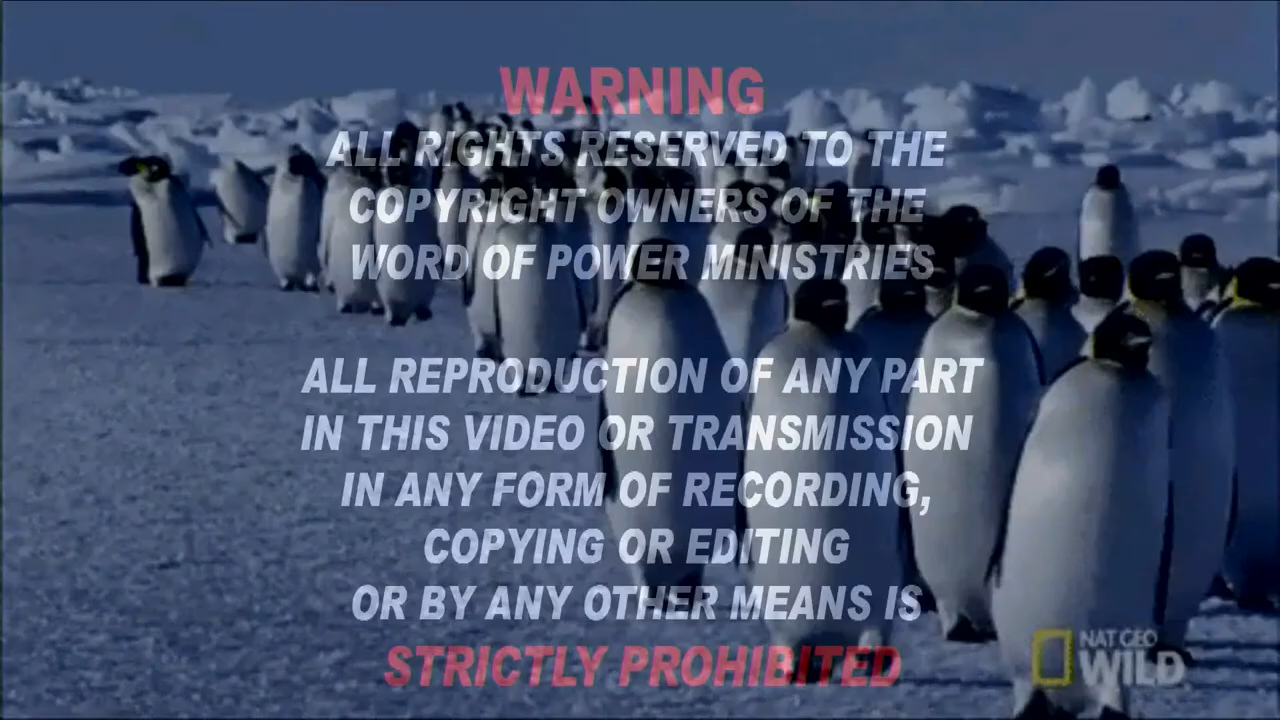 WARNING
ALL RIGHTS RESERVED TO THE
COPYRIGHT OWNERS OF THE
WORD OF POWER MINISTRIES
ALL REPRODUCTION OF ANY PART
IN THIS VIDEO OR TRANSMISSION
IN ANY FORM OF RECORDING,
COPYING OR EDITING
OR BY ANY OTHER MEANS IS
STRICTLY PROHIBITED
NAT GEO
WILD